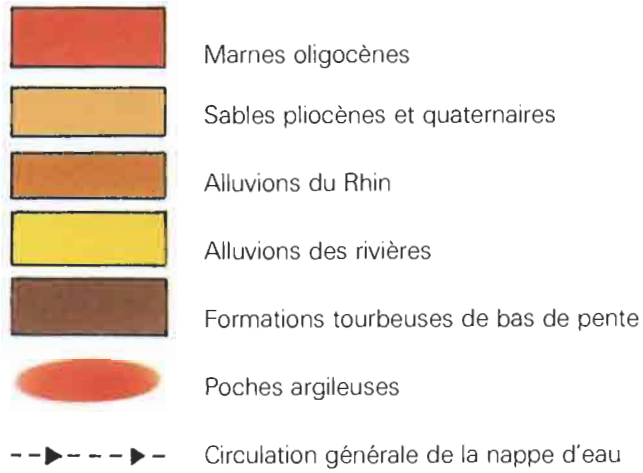 Marnes oligocènes
Sables pliocènes et quaternaires
Alluvions du Rhin
Alluvions des rivières
Formations tourbeuses de bas de pente
Poches argileuses
Circulation générale de la nappe d'eau